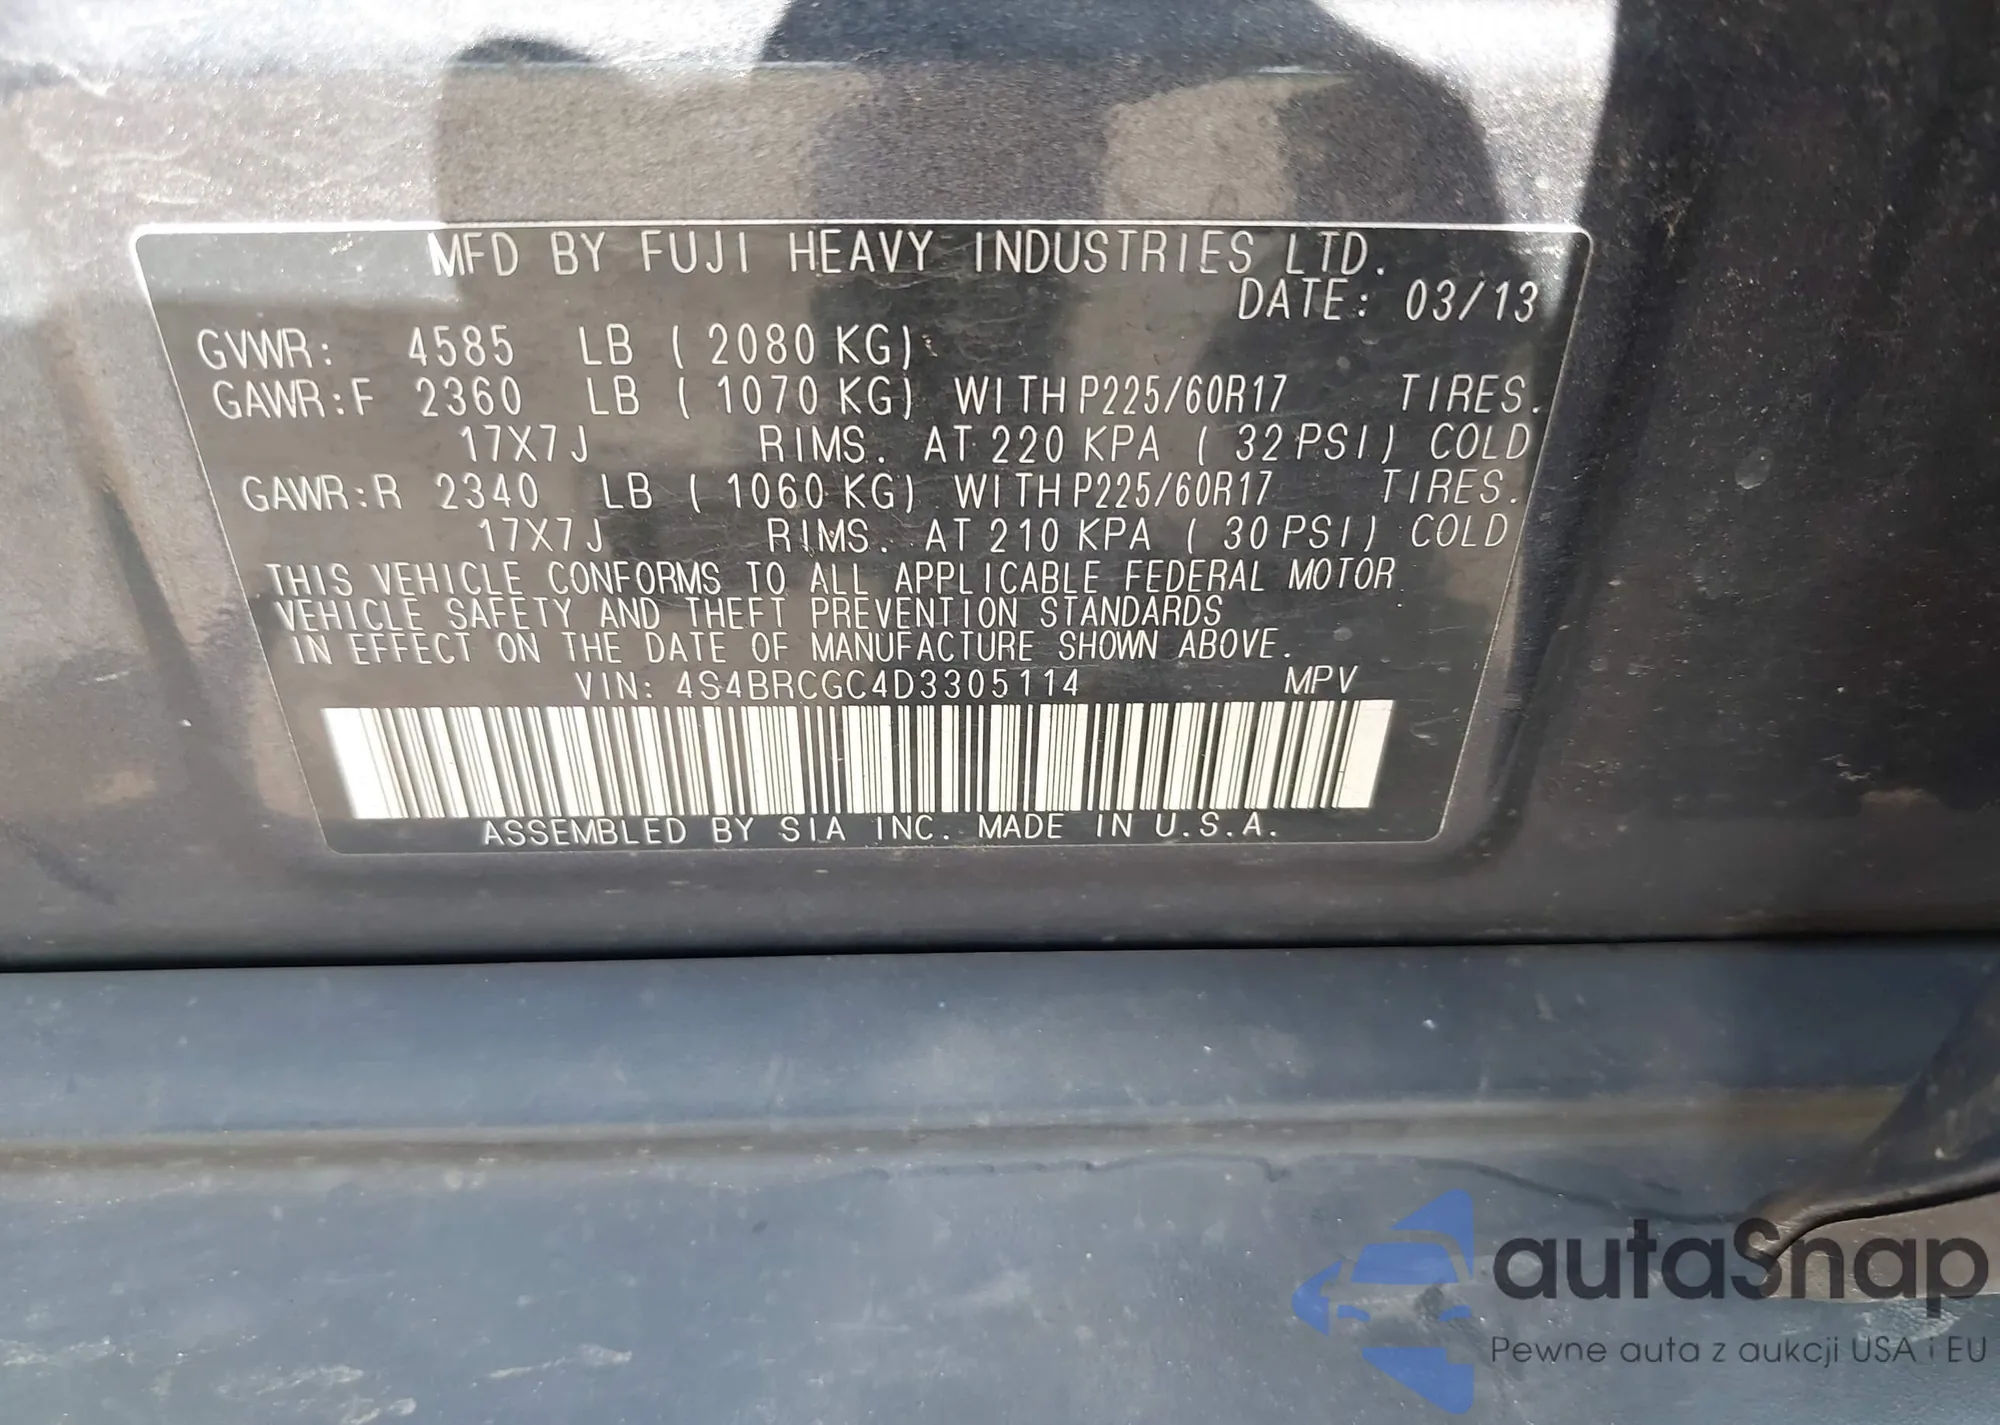 MFD BY FUJI HEAVY INDUSTRIES LTD.
DATE: 03/13
GVWR: 4585 LB ( 2080 KG)
GAWR:F 2360 LB ( 1070 KG) WITH P225/60R17 TIRES.
17X7J RIMS. AT 220 KPA ( 32 PSI) COLD
GAWR:R 2340 LB ( 1060 KG) WITH P225/60R17 TIRES.
17X7J RIMS. AT 210 KPA ( 30 PSI) COLD
THIS VEHICLE CONFORMS TO ALL APPLICABLE FEDERAL MOTOR
VEHICLE SAFETY AND THEFT PREVENTION STANDARDS
IN EFFECT ON THE DATE OF MANUFACTURE SHOWN ABOVE.
VIN: 4S4BRCGC4D3305114 MPV
ASSEMBLED BY SIA INC. MADE IN U.S.A.
autaSnap
Pewne auta z aukcji USA i EU